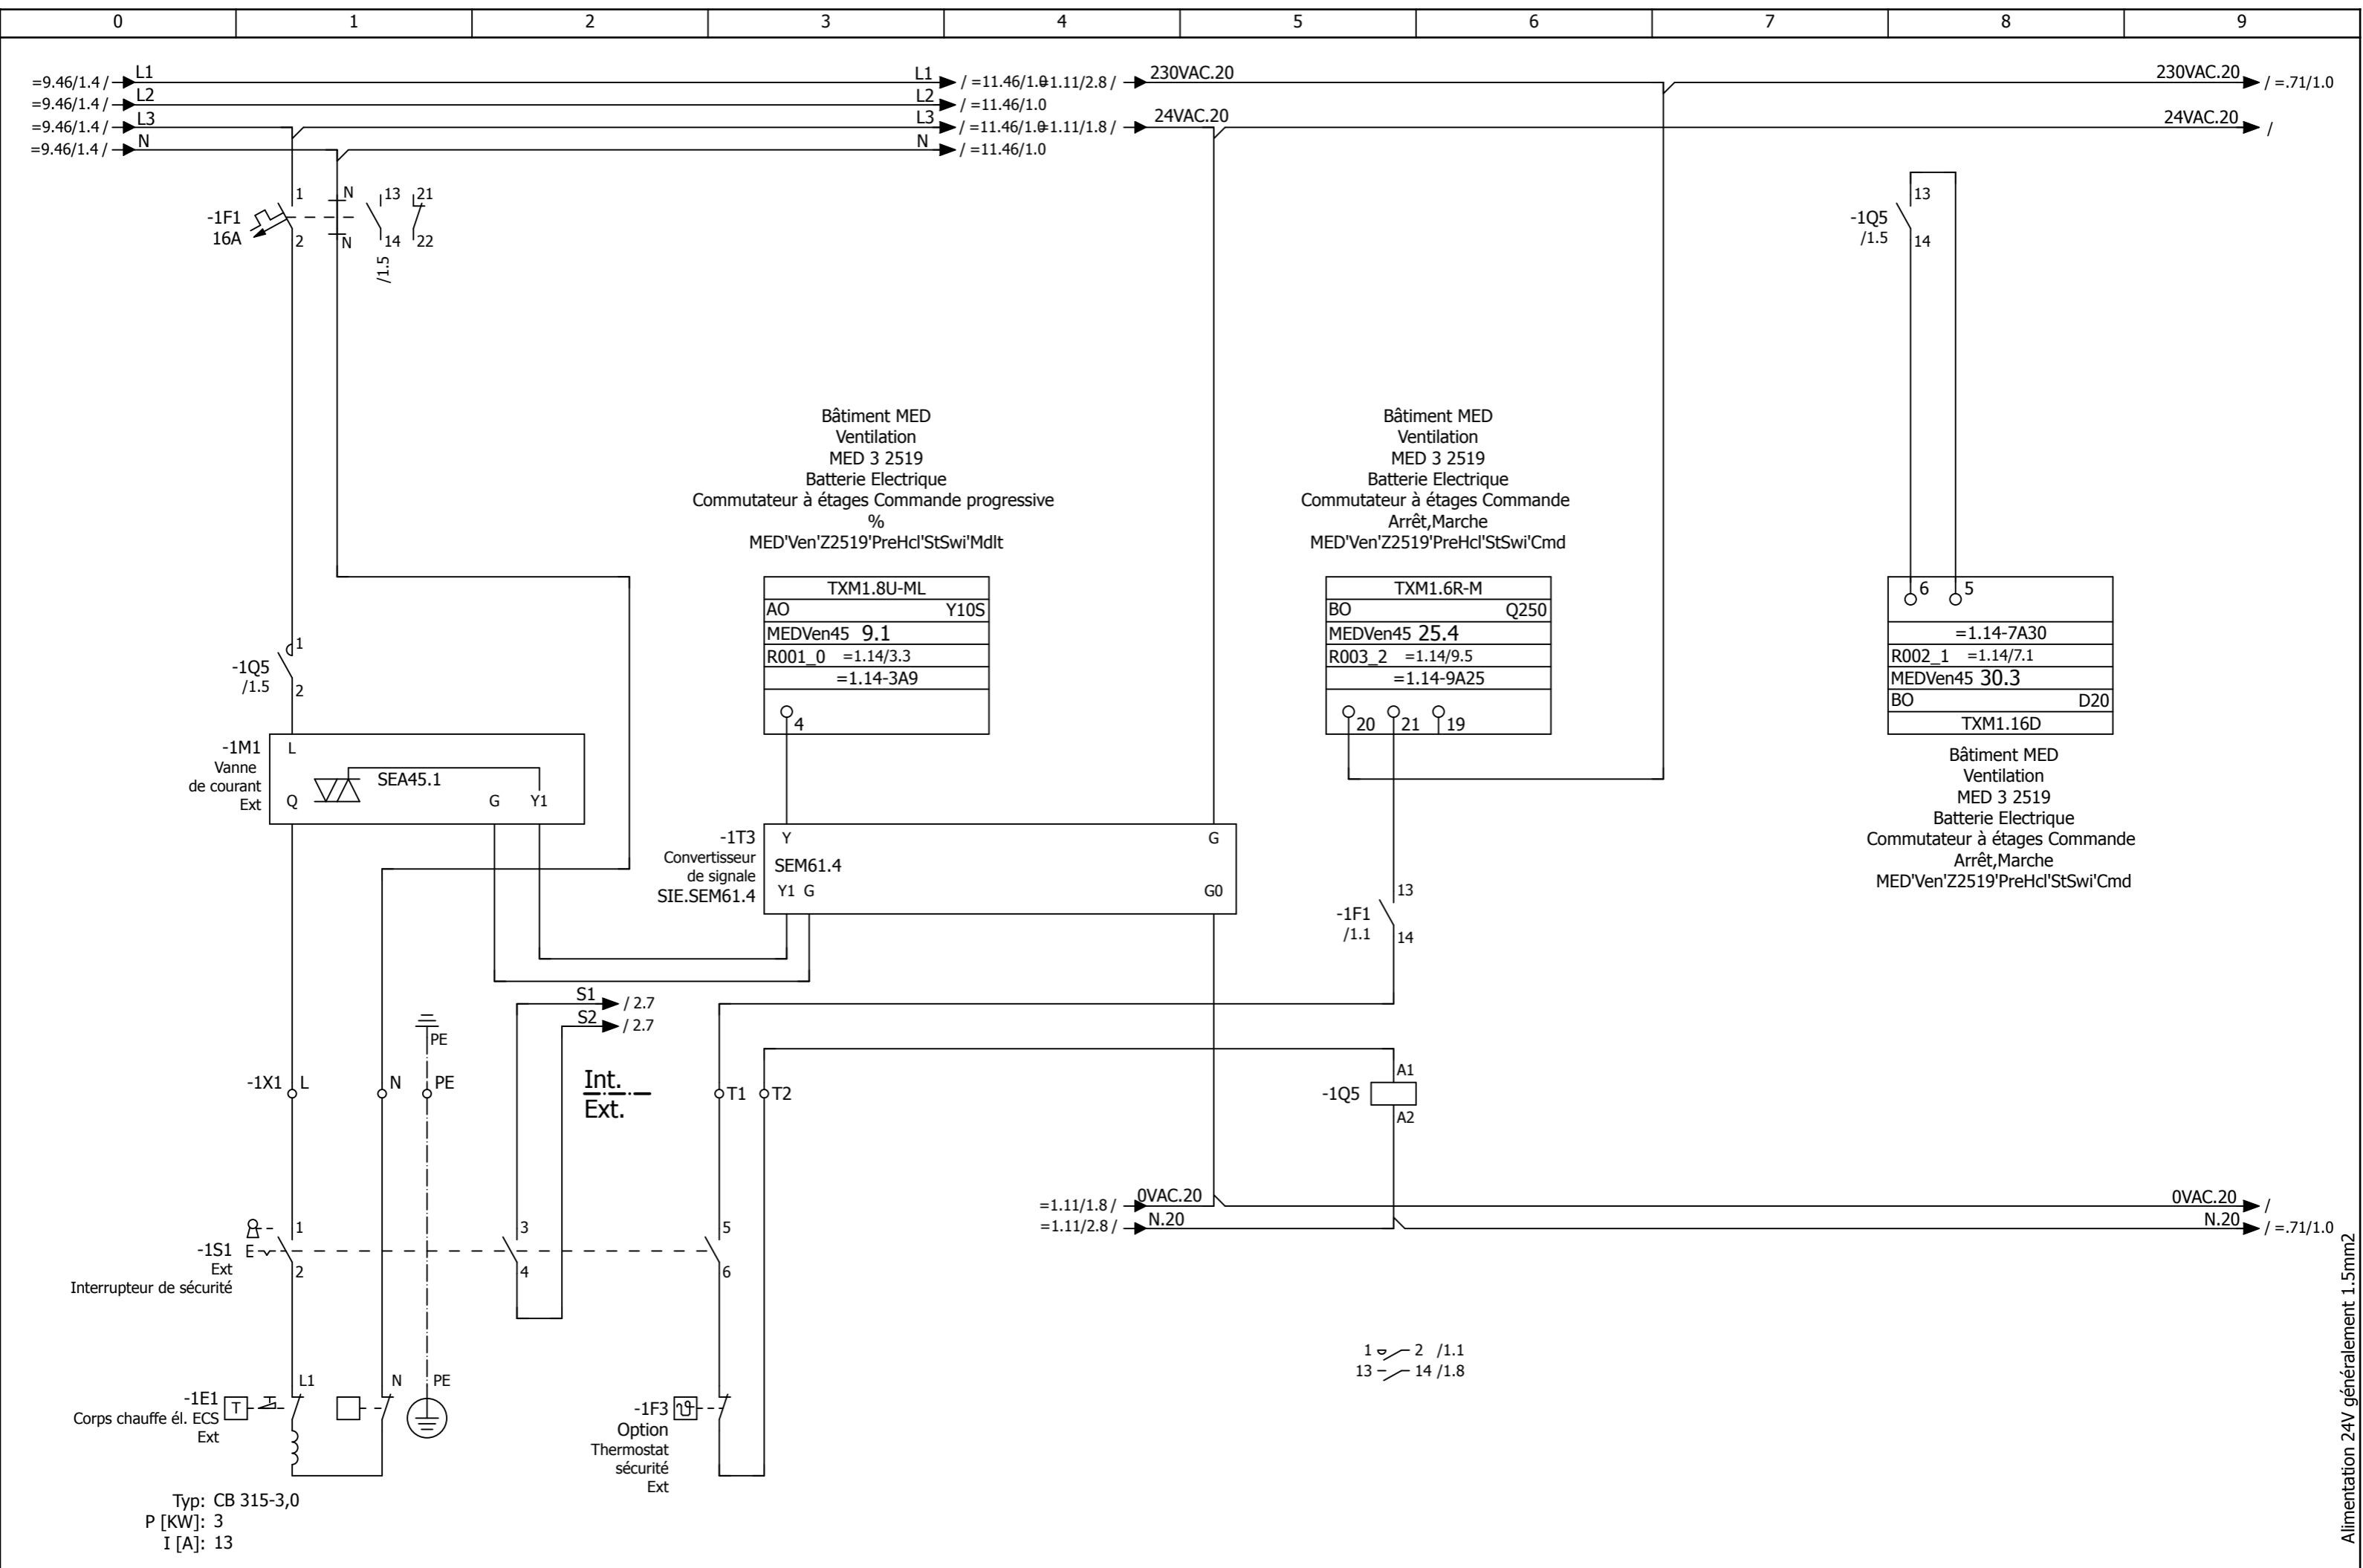 0 1 2 3 4 5 6 7 8 9
=9.46/1.4 / L1 L1 / =11.46/1.0 =1.11/2.8 / 230VAC.20 230VAC.20 / =.71/1.0
=9.46/1.4 / L2 L2 / =11.46/1.0
=9.46/1.4 / L3 L3 / =11.46/1.0 =1.11/1.8 / 24VAC.20 24VAC.20 /
=9.46/1.4 / N N / =11.46/1.0
-1F1
16A
1
2
N
N
13
14
21
22
/1.5
-1Q5
/1.5
13
14
Bâtiment MED
Ventilation
MED 3 2519
Batterie Electrique
Commutateur à étages Commande progressive
%
MED'Ven'Z2519'PreHcl'StSwi'Mdlt
TXM1.8U-ML
AO Y10S
MEDVen45 9.1
R001_0 =1.14/3.3
=1.14-3A9
4
Bâtiment MED
Ventilation
MED 3 2519
Batterie Electrique
Commutateur à étages Commande
Arrêt,Marche
MED'Ven'Z2519'PreHcl'StSwi'Cmd
TXM1.6R-M
BO Q250
MEDVen45 25.4
R003_2 =1.14/9.5
=1.14-9A25
20 21 19
6 5
=1.14-7A30
R002_1 =1.14/7.1
MEDVen45 30.3
BO D20
TXM1.16D
Bâtiment MED
Ventilation
MED 3 2519
Batterie Electrique
Commutateur à étages Commande
Arrêt,Marche
MED'Ven'Z2519'PreHcl'StSwi'Cmd
-1Q5
/1.5
1
2
-1M1
Vanne
de courant
Ext
L
Q
SEA45.1
G Y1
-1T3
Convertisseur
de signale
SIE.SEM61.4
Y G
SEM61.4
Y1 G G0
-1F1
/1.1
13
14
S1 / 2.7
S2 / 2.7
PE
-1X1 L N PE
Int.
Ext.
T1 T2
-1Q5
A1
A2
=1.11/1.8 / 0VAC.20 0VAC.20 /
=1.11/2.8 / N.20 N.20 / =.71/1.0
-1S1
E
Ext
Interrupteur de sécurité
1
2
3
4
5
6
1 2 /1.1
13 14 /1.8
-1E1
Corps chauffe él. ECS
Ext
T
L1 N PE
-1F3
Option
Thermostat
sécurité
Ext
Typ: CB 315-3,0
P [KW]: 3
I [A]: 13
Alimentation 24V généralement 1.5mm2